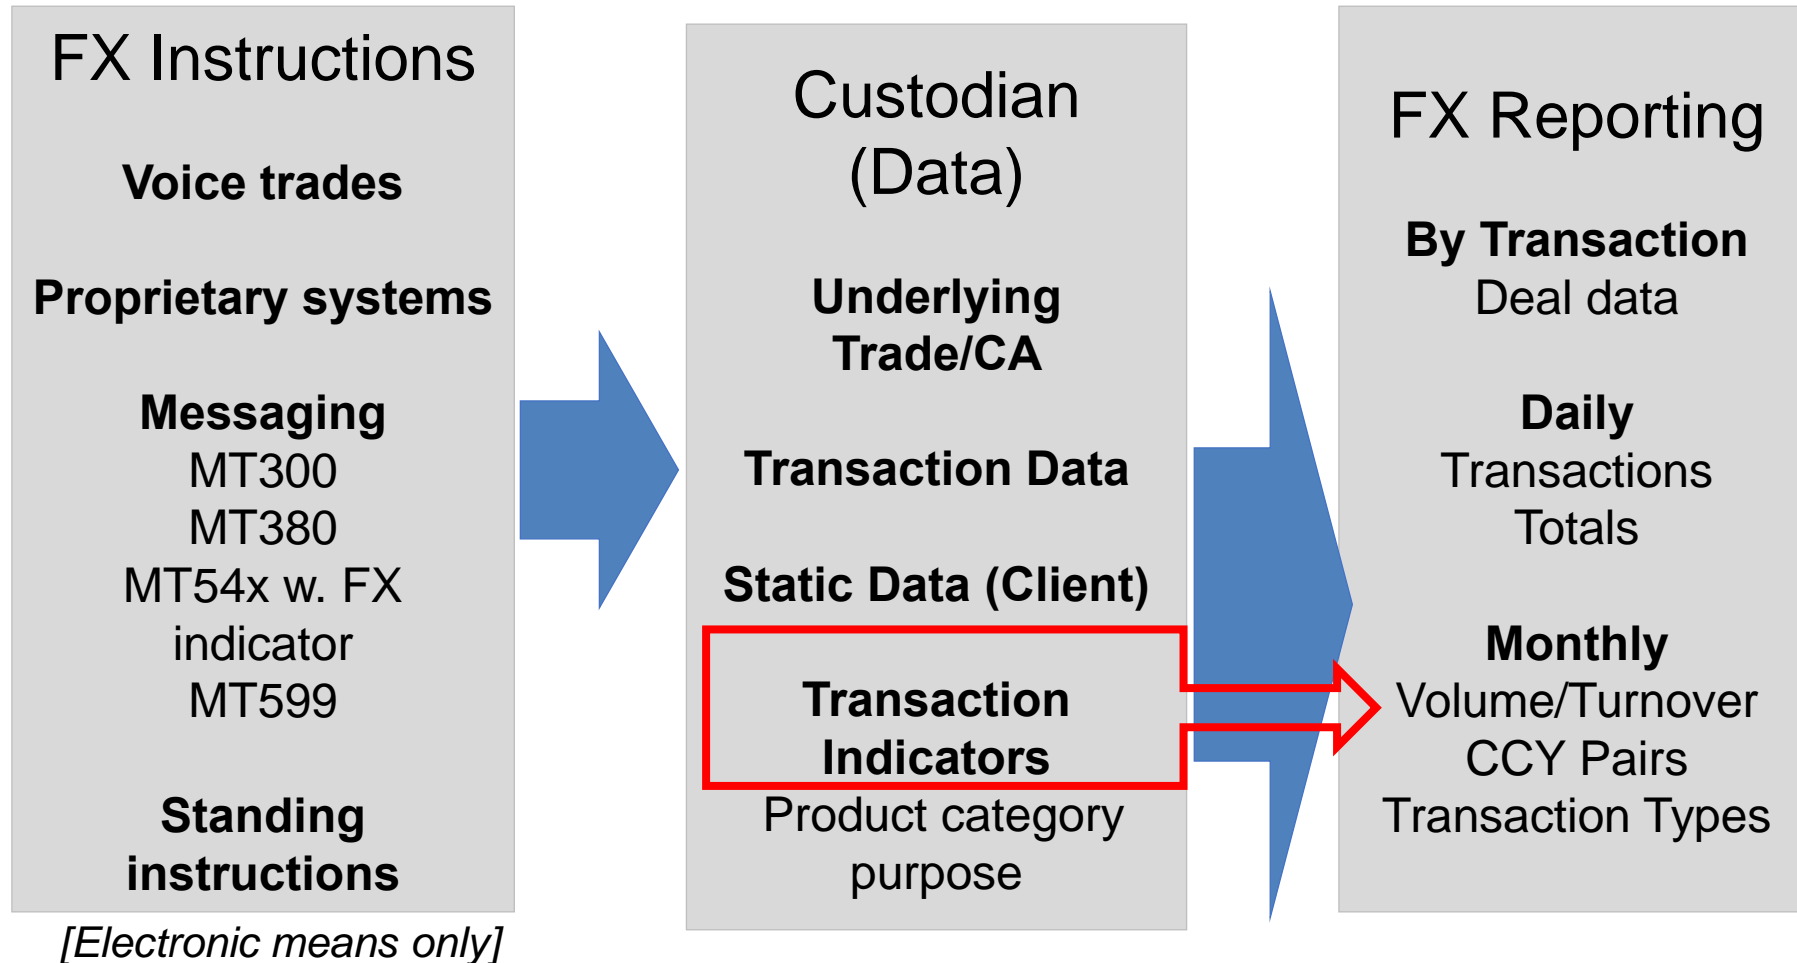 FX Instructions
Voice trades
Proprietary systems
Messaging
MT300
MT380
MT54x w. FX
indicator
MT599
Standing
instructions
[Electronic means only]
Custodian
(Data)
Underlying
Trade/CA
Transaction Data
Static Data (Client)
Transaction
Indicators
Product category
purpose
FX Reporting
By Transaction
Deal data
Daily
Transactions
Totals
Monthly
Volume/Turnover
CCY Pairs
Transaction Types